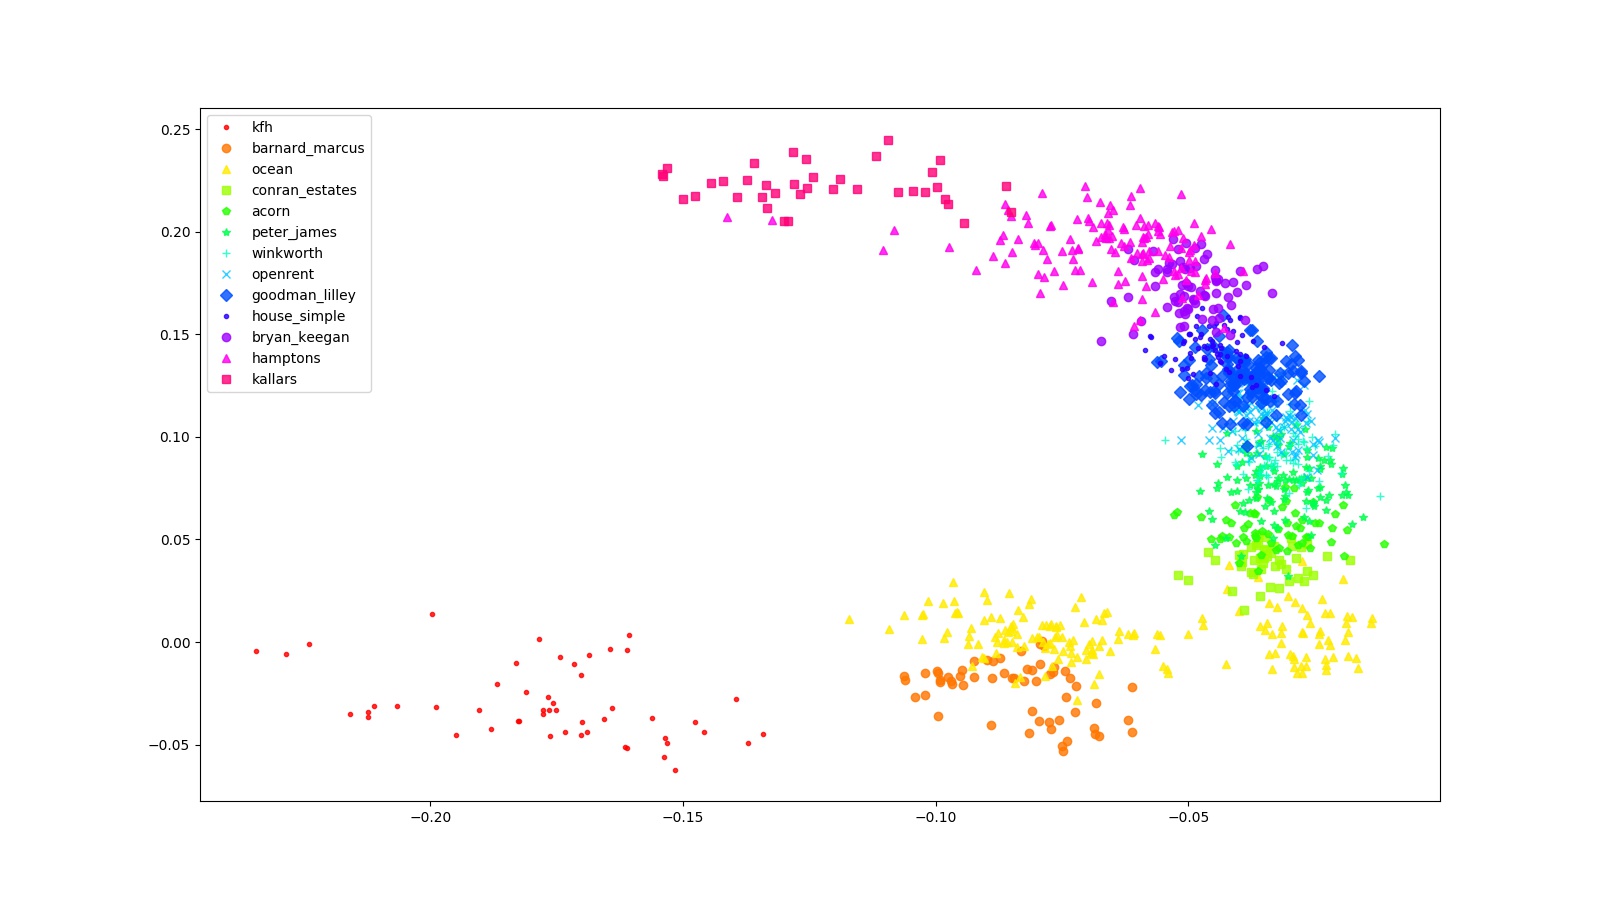 0.25
0.20
0.15
0.10
0.05
0.00
−0.05
−0.20
−0.15
−0.10
−0.05
kfh
barnard_marcus
ocean
conran_estates
acorn
peter_james
winkworth
openrent
goodman_lilley
house_simple
bryan_keegan
hamptons
kallars